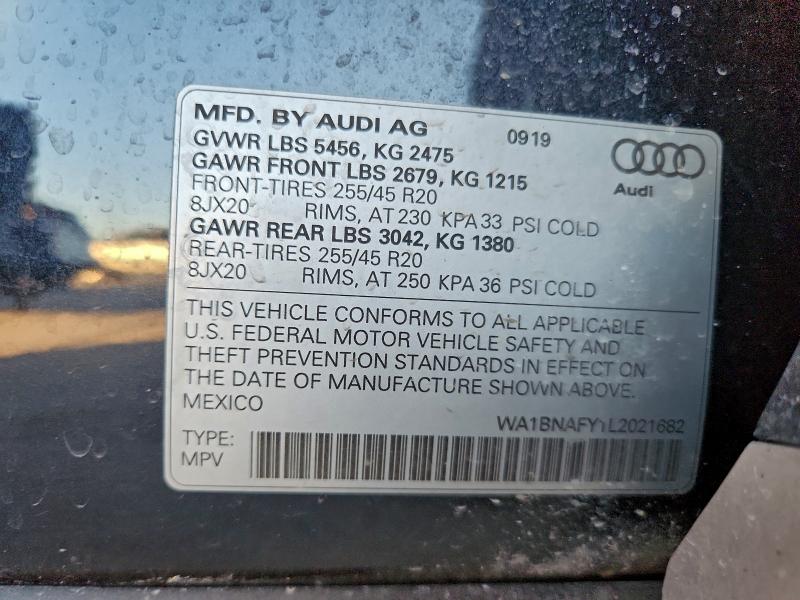 MFD. BY AUDI AG 0919
GVWR LBS 5456, KG 2475
GAWR FRONT LBS 2679, KG 1215
Audi
FRONT-TIRES 255/45 R20
8JX20 RIMS, AT 230 KPA 33 PSI COLD
GAWR REAR LBS 3042, KG 1380
REAR-TIRES 255/45 R20
8JX20 RIMS, AT 250 KPA 36 PSI COLD
THIS VEHICLE CONFORMS TO ALL APPLICABLE
U.S. FEDERAL MOTOR VEHICLE SAFETY AND
THEFT PREVENTION STANDARDS IN EFFECT ON
THE DATE OF MANUFACTURE SHOWN ABOVE.
MEXICO
WA1BNAFY1L2021682
TYPE:
MPV